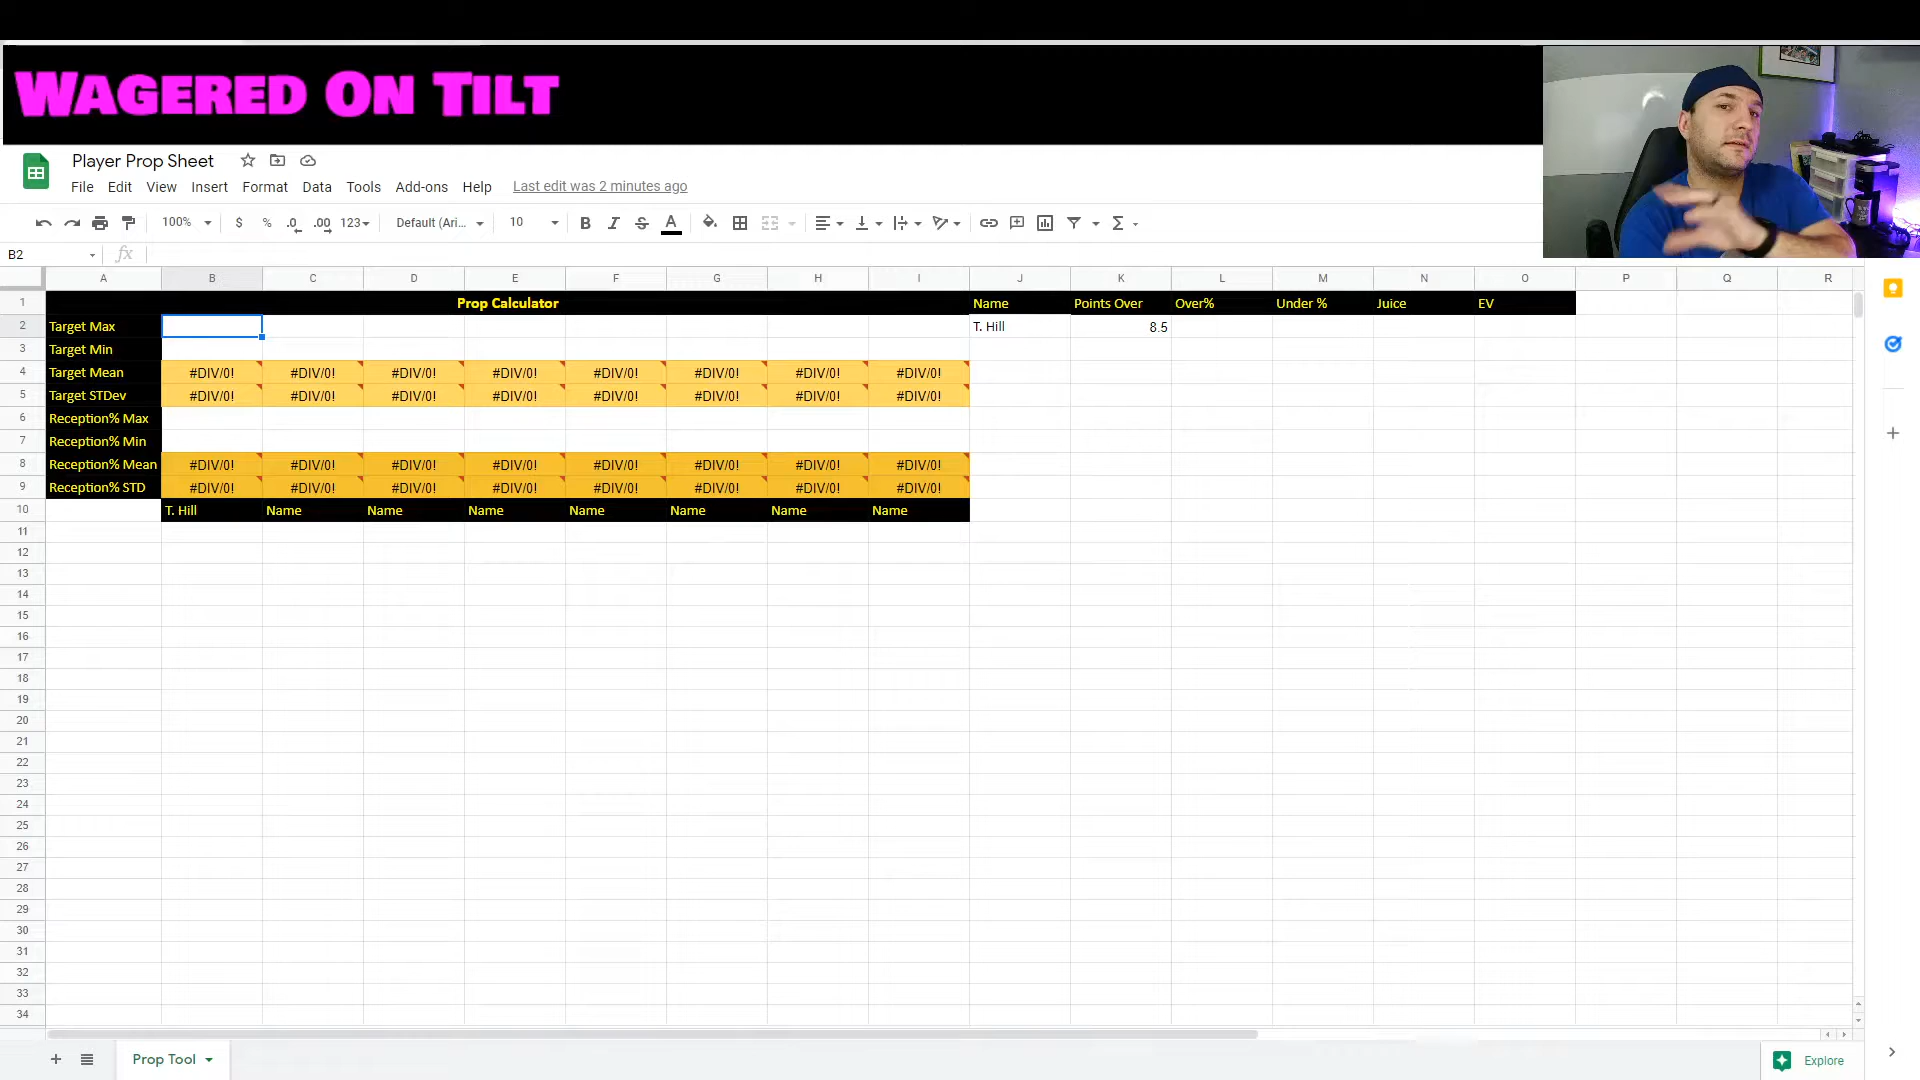 WAGERED ON TILT
Player Prop Sheet
File Edit View Insert Format Data Tools Add-ons Help Last edit was 2 minutes ago
100% $ % .0 .00 123 Default (Ari... 10 B I S A
B2 fx
A B C D E F G H I J K L M N O P Q R
1 Prop Calculator Name Points Over Over% Under % Juice EV
2 Target Max T. Hill 8.5
3 Target Min
4 Target Mean #DIV/0! #DIV/0! #DIV/0! #DIV/0! #DIV/0! #DIV/0! #DIV/0! #DIV/0!
5 Target STDev #DIV/0! #DIV/0! #DIV/0! #DIV/0! #DIV/0! #DIV/0! #DIV/0! #DIV/0!
6 Reception% Max
7 Reception% Min
8 Reception% Mean #DIV/0! #DIV/0! #DIV/0! #DIV/0! #DIV/0! #DIV/0! #DIV/0! #DIV/0!
9 Reception% STD #DIV/0! #DIV/0! #DIV/0! #DIV/0! #DIV/0! #DIV/0! #DIV/0! #DIV/0!
10 T. Hill Name Name Name Name Name Name Name
11
12
13
14
15
16
17
18
19
20
21
22
23
24
25
26
27
28
29
30
31
32
33
34
Prop Tool Explore